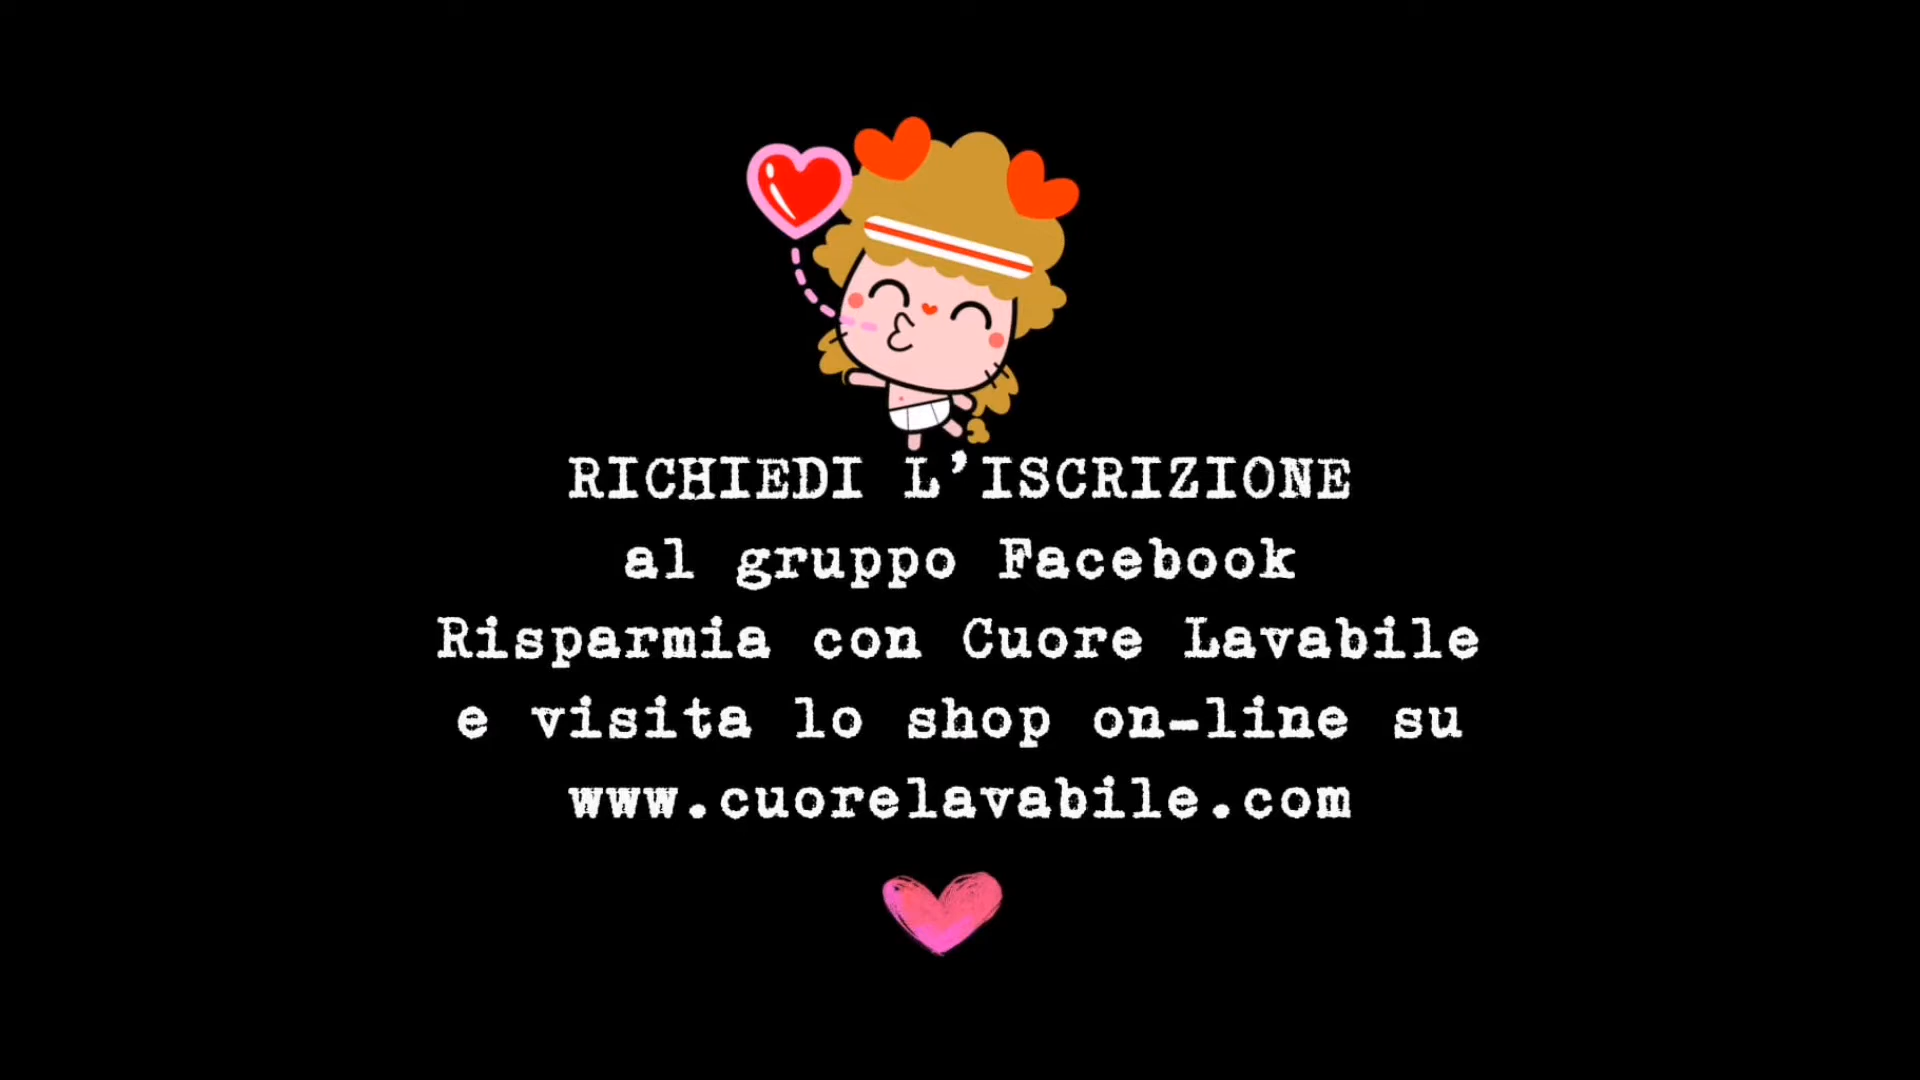 RICHIEDI L'ISCRIZIONE
al gruppo Facebook
Risparmia con Cuore Lavabile
e visita lo shop on-line su
www.cuorelavabile.com